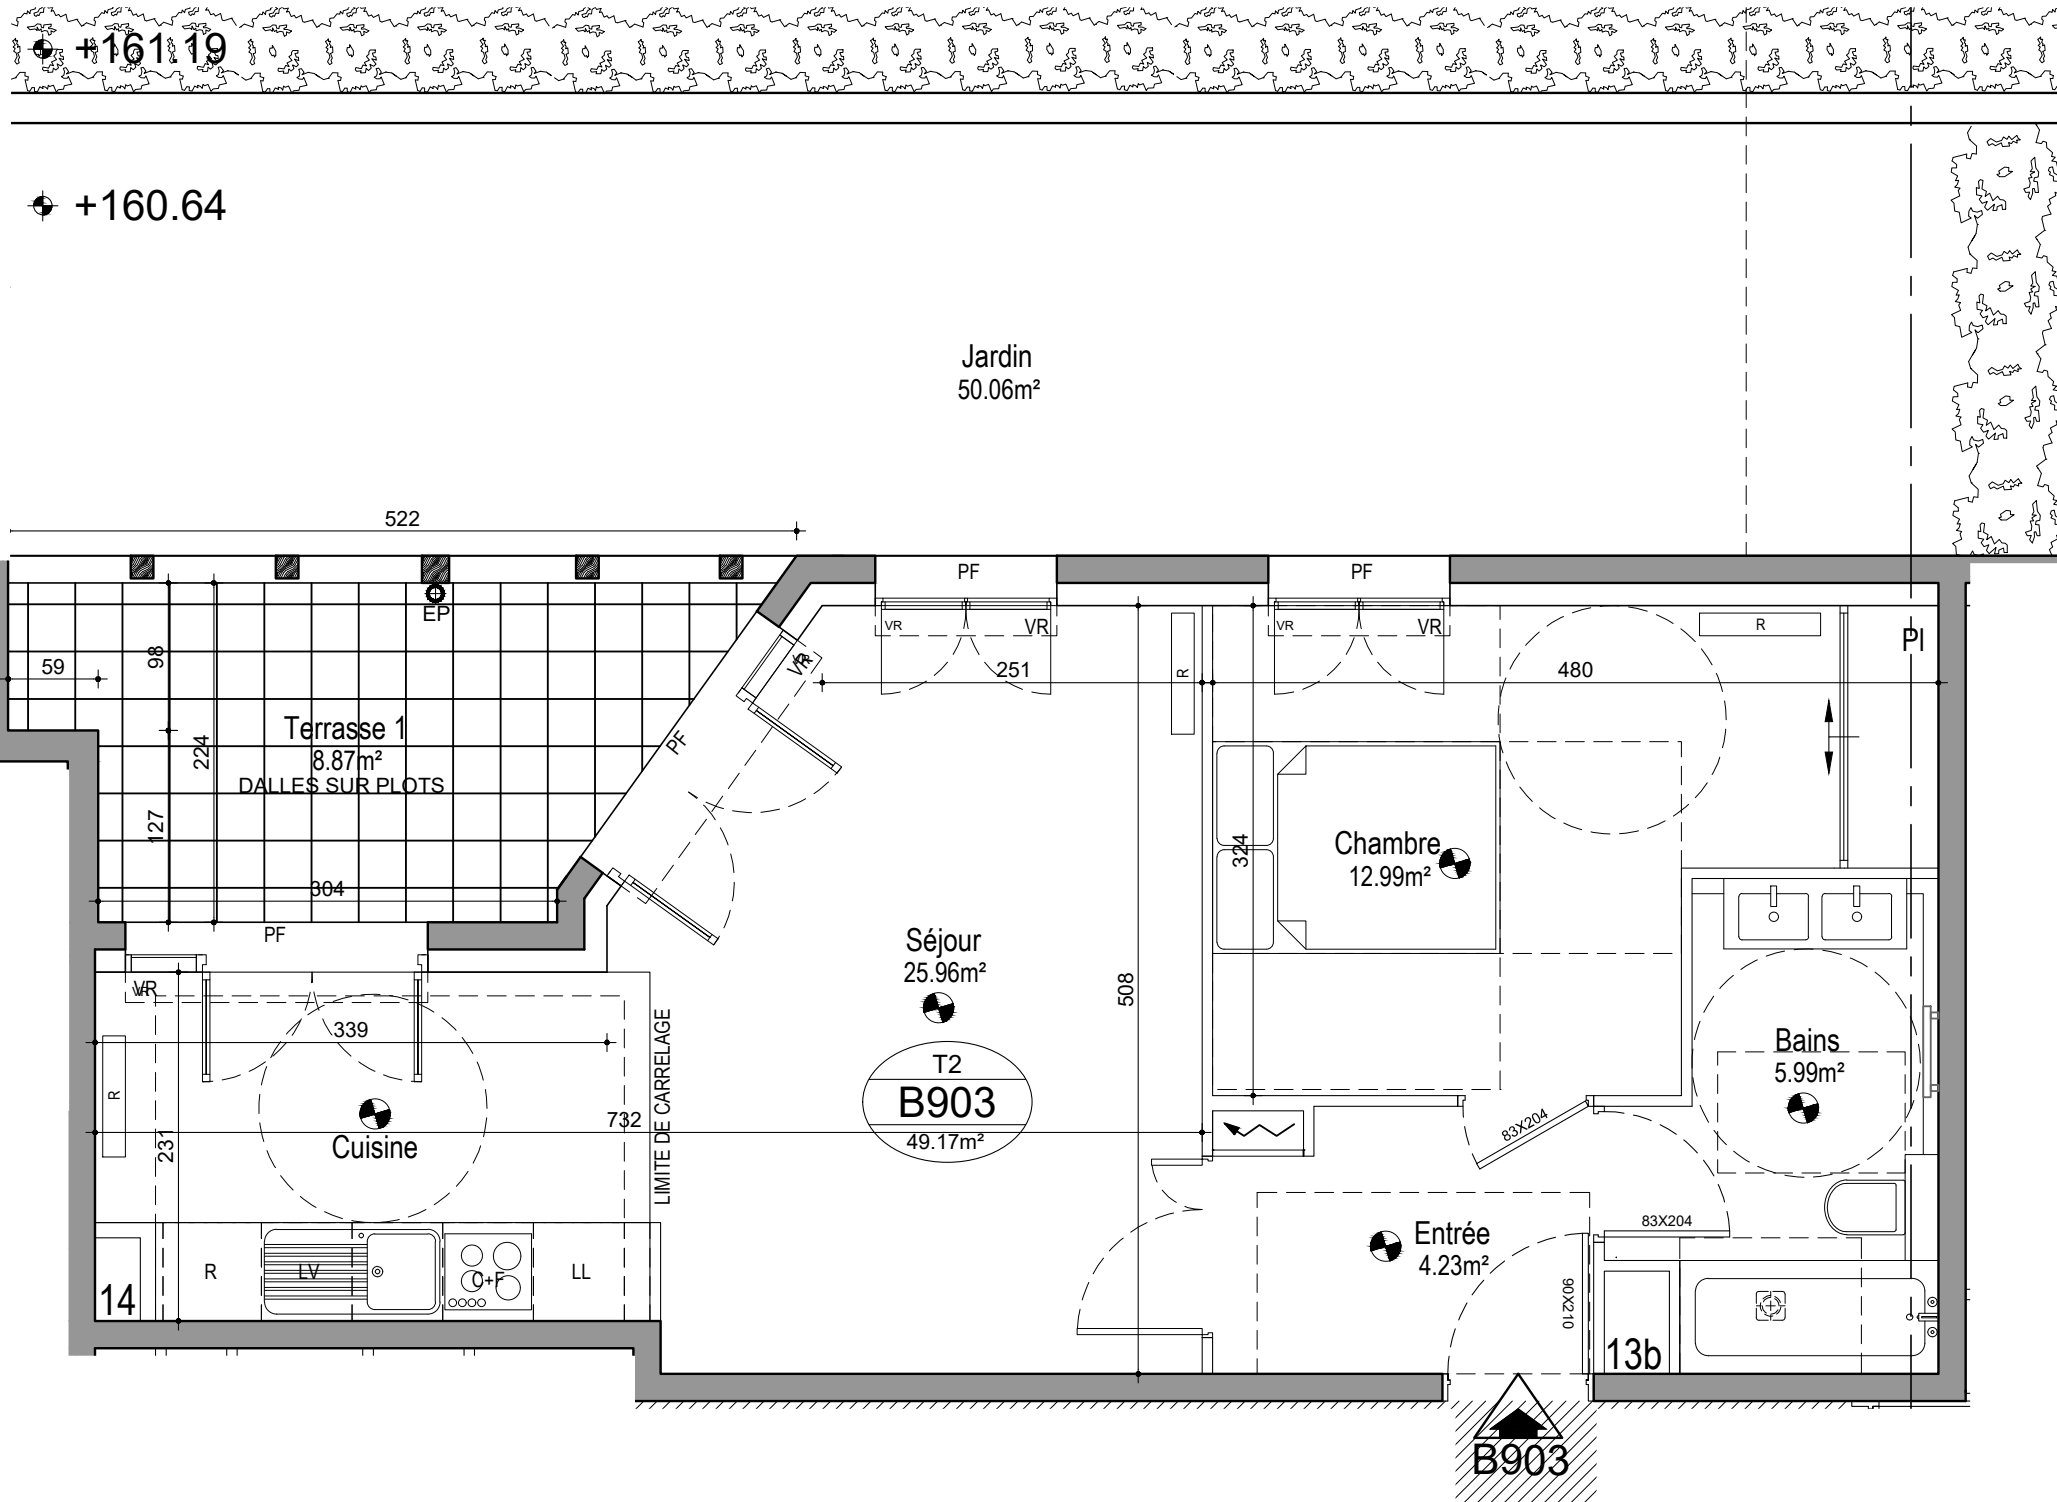 +161.19
+160.64
Jardin
50.06m²
522
PF
PF
EP
VR
VR
VR
VR
R
PI
59
98
VR
251
R
480
Terrasse 1
8.87m²
DALLES SUR PLOTS
224
PF
127
324
Chambre
12.99m²
304
PF
Séjour
25.96m²
VR
508
339
LIMITE DE CARRELAGE
Bains
5.99m²
T2
B903
49.17m²
R
732
231
Cuisine
83X204
83X204
Entrée
4.23m²
R
LV
C+F
LL
14
90X210
13b
B903